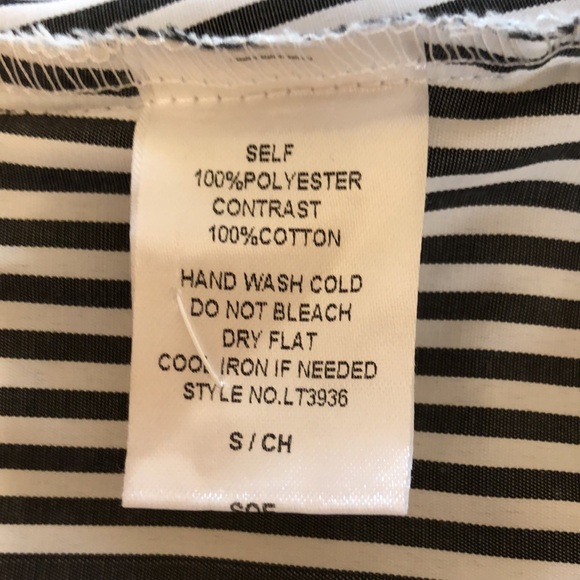 SELF
100%POLYESTER
CONTRAST
100%COTTON
HAND WASH COLD
DO NOT BLEACH
DRY FLAT
COOL IRON IF NEEDED
STYLE NO.LT3936
S / CH